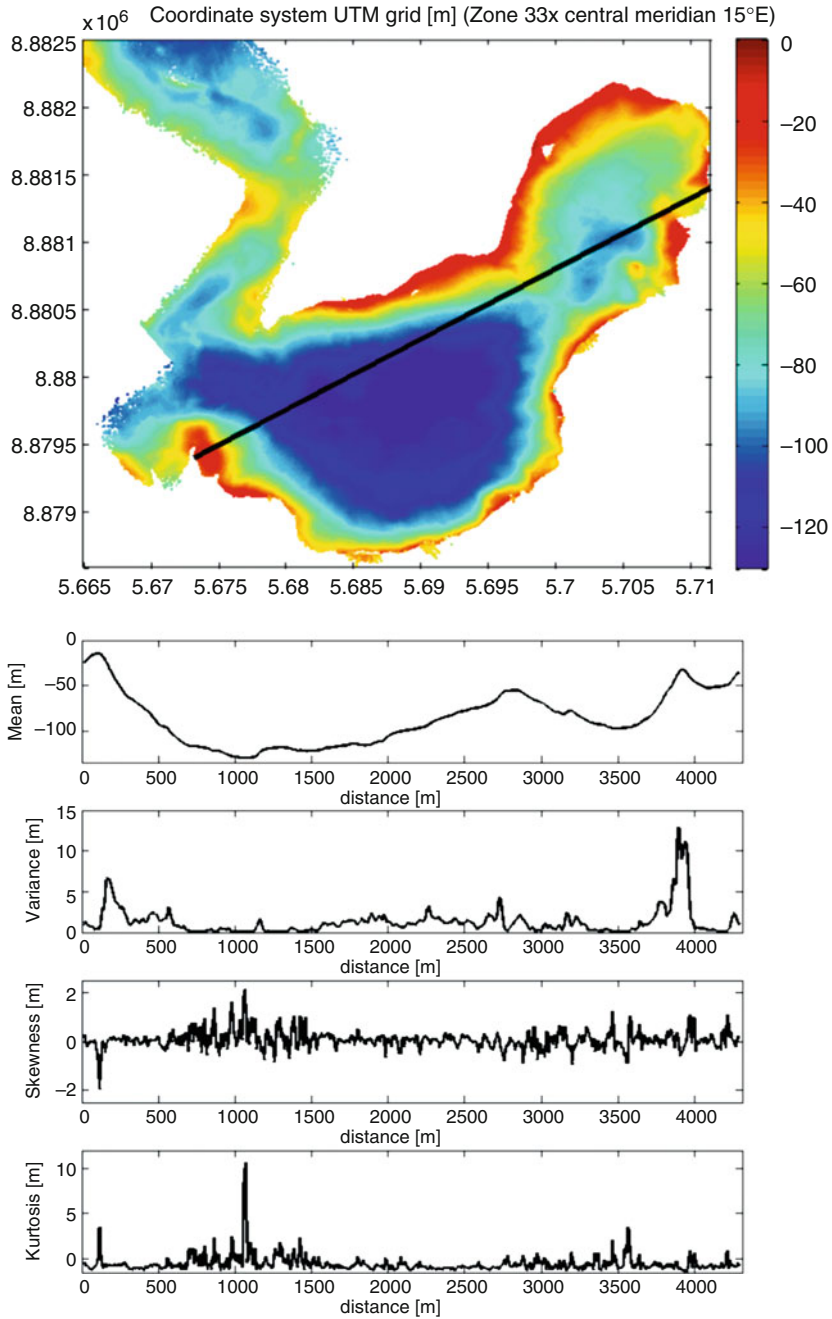 Coordinate system UTM grid [m] (Zone 33x central meridian 15°E)
x10⁶
8.8825
8.882
8.8815
8.881
8.8805
8.88
8.8795
8.879
5.665 5.67 5.675 5.68 5.685 5.69 5.695 5.7 5.705 5.71
0
−20
−40
−60
−80
−100
−120
Mean [m]
0
−50
−100
0 500 1000 1500 2000 2500 3000 3500 4000
distance [m]
Variance [m]
15
10
5
0
0 500 1000 1500 2000 2500 3000 3500 4000
distance [m]
Skewness [m]
2
0
−2
0 500 1000 1500 2000 2500 3000 3500 4000
distance [m]
Kurtosis [m]
10
5
0
0 500 1000 1500 2000 2500 3000 3500 4000
distance [m]